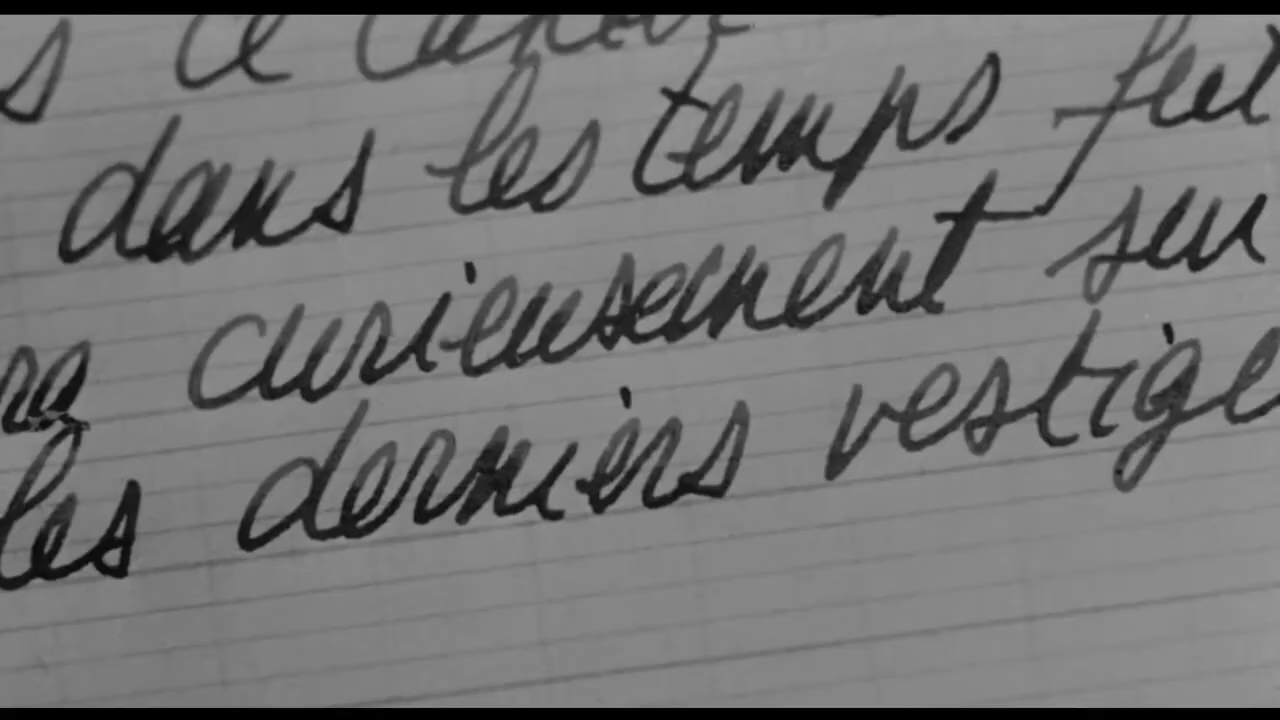 dans les temps fut
curieusement sur
les derniers vestige